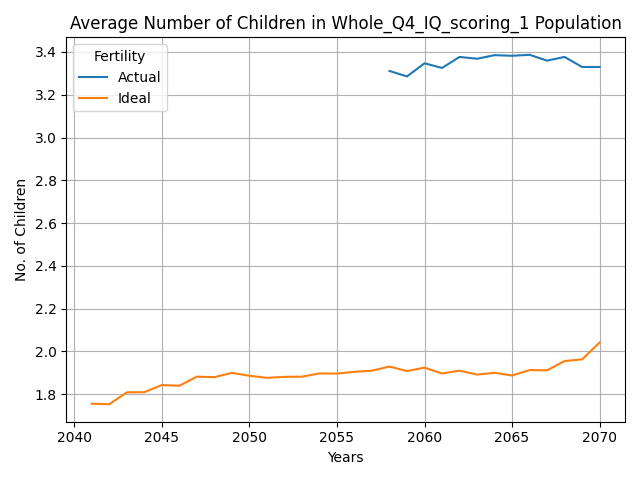 Average Number of Children in Whole_Q4_IQ_scoring_1 Population
Fertility
Actual
Ideal
No. of Children
3.4
3.2
3.0
2.8
2.6
2.4
2.2
2.0
1.8
2040 2045 2050 2055 2060 2065 2070
Years